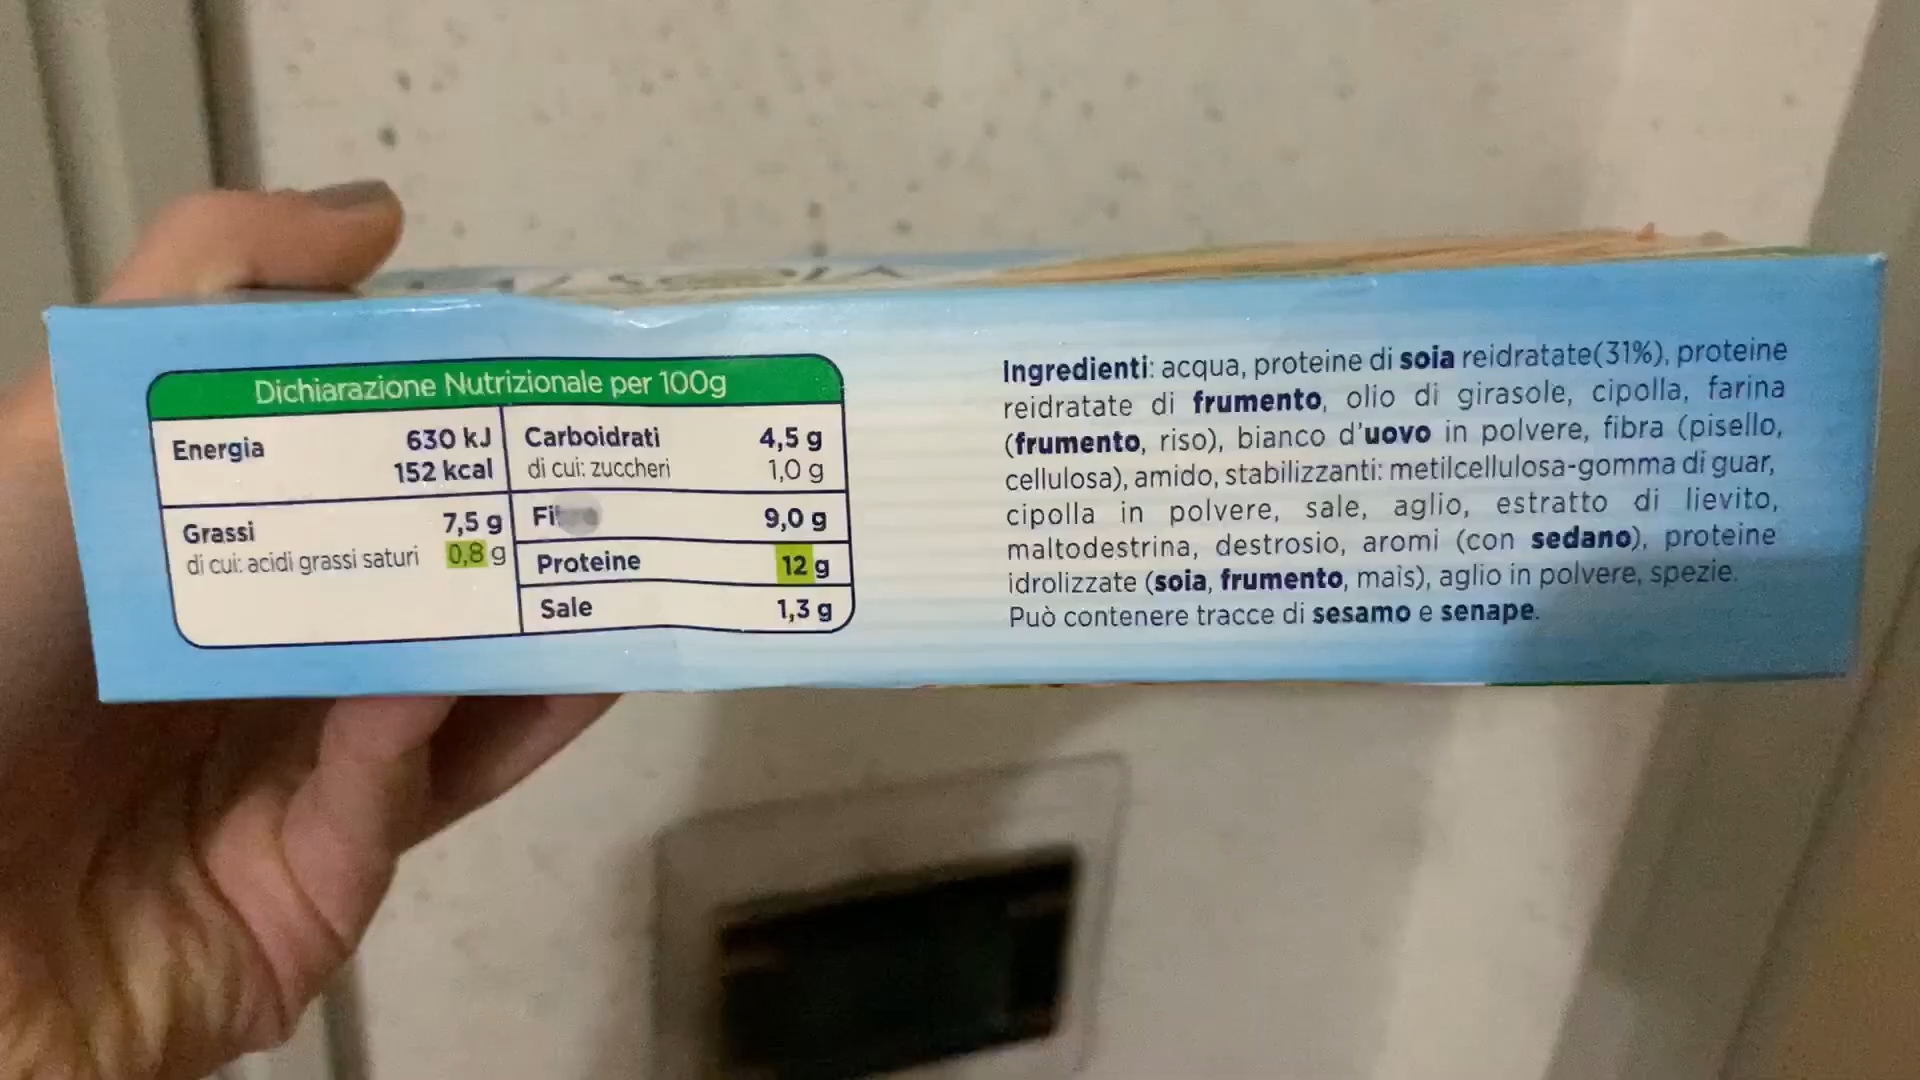 Dichiarazione Nutrizionale per 100g
Energia 630 kJ
152 kcal
Grassi 7,5 g
di cui: acidi grassi saturi 0,8 g
Carboidrati 4,5 g
di cui: zuccheri 1,0 g
9,0 g
Proteine 12 g
Sale 1,3 g
Ingredienti: acqua, proteine di soia reidratate(31%), proteine
reidratate di frumento, olio di girasole, cipolla, farina
(frumento, riso), bianco d'uovo in polvere, fibra (pisello,
cellulosa), amido, stabilizzanti: metilcellulosa-gomma di guar,
cipolla in polvere, sale, aglio, estratto di lievito,
maltodestrina, destrosio, aromi (con sedano), proteine
idrolizzate (soia, frumento, mais), aglio in polvere, spezie.
Può contenere tracce di sesamo e senape.